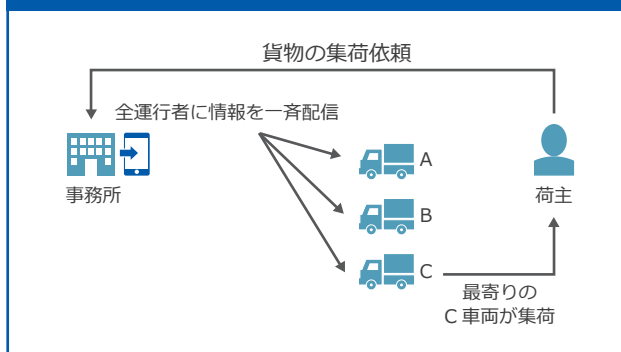 貨物の集荷依頼
全運行者に情報を一斉配信
事務所
A
B
C
荷主
最寄りの
C 車両が集荷